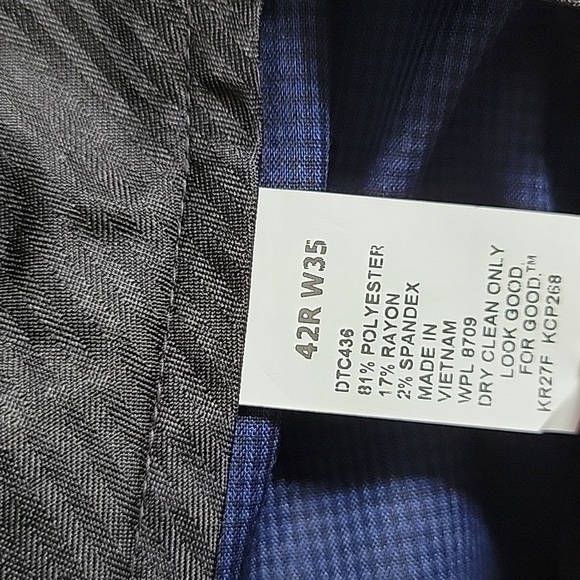 42R W35
DTC436
81% POLYESTER
17% RAYON
2% SPANDEX
MADE IN
VIETNAM
WPL 8709
DRY CLEAN ONLY
LOOK GOOD.
FOR GOOD.™
KR27F KCP268